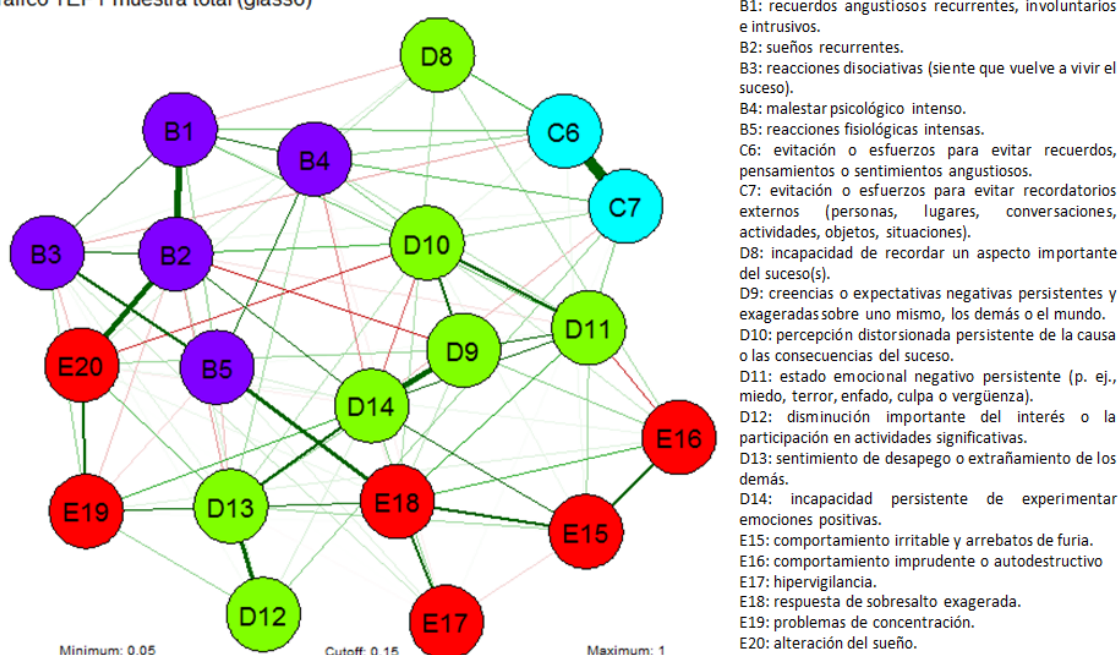 Gráfico TEPT muestra total (glasso)
D8
B1
C6
B4
C7
D10
B3
B2
D11
D9
E20
B5
D14
E16
D13
E18
E19
E15
D12
E17
Minimum: 0.05 Cutoff: 0.15 Maximum: 1
B1: recuerdos angustiosos recurrentes, involuntarios
e intrusivos.
B2: sueños recurrentes.
B3: reacciones disociativas (siente que vuelve a vivir el
suceso).
B4: malestar psicológico intenso.
B5: reacciones fisiológicas intensas.
C6: evitación o esfuerzos para evitar recuerdos,
pensamientos o sentimientos angustiosos.
C7: evitación o esfuerzos para evitar recordatorios
externos (personas, lugares, conversaciones,
actividades, objetos, situaciones).
D8: incapacidad de recordar un aspecto importante
del suceso(s).
D9: creencias o expectativas negativas persistentes y
exageradas sobre uno mismo, los demás o el mundo.
D10: percepción distorsionada persistente de la causa
o las consecuencias del suceso.
D11: estado emocional negativo persistente (p. ej.,
miedo, terror, enfado, culpa o vergüenza).
D12: disminución importante del interés o la
participación en actividades significativas.
D13: sentimiento de desapego o extrañamiento de los
demás.
D14: incapacidad persistente de experimentar
emociones positivas.
E15: comportamiento irritable y arrebatos de furia.
E16: comportamiento imprudente o autodestructivo
E17: hipervigilancia.
E18: respuesta de sobresalto exagerada.
E19: problemas de concentración.
E20: alteración del sueño.